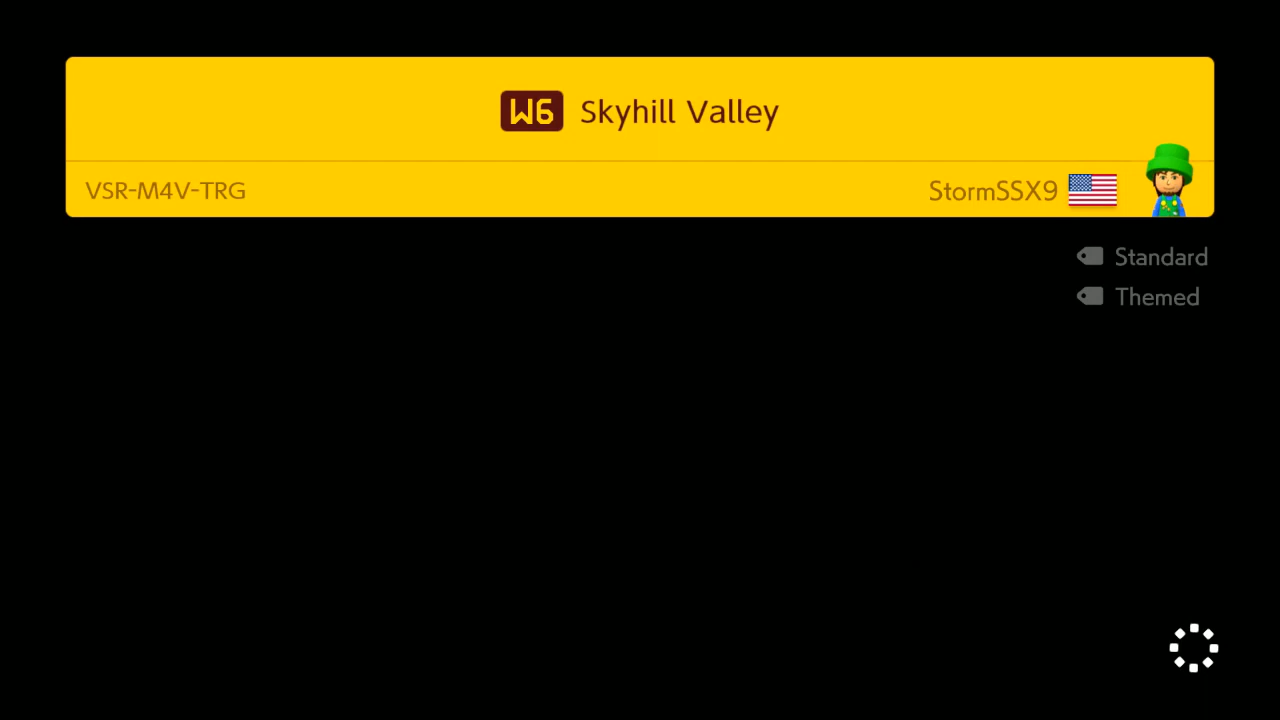 W6 Skyhill Valley
VSR-M4V-TRG
StormSSX9
Standard
Themed